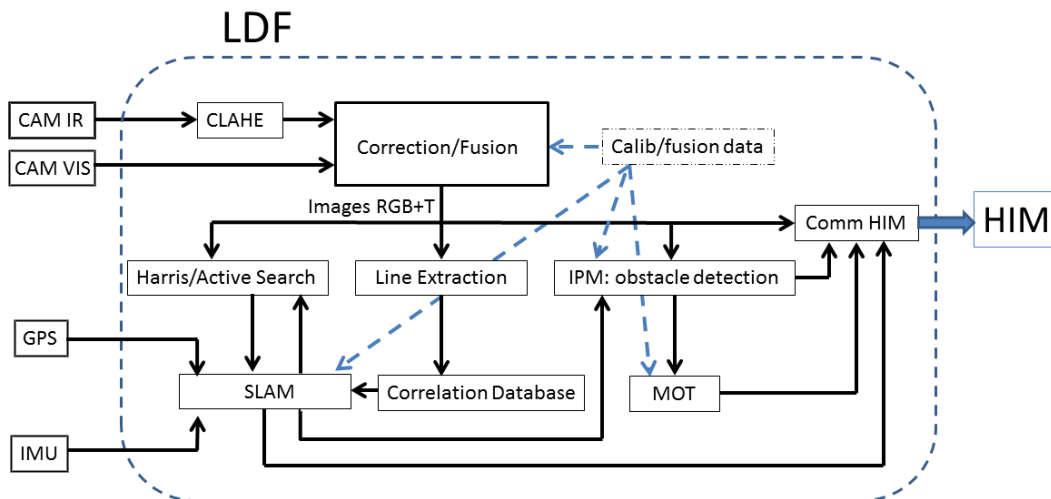 LDF
CAM IR
CLAHE
Correction/Fusion
Calib/fusion data
CAM VIS
Images RGB+T
Comm HIM
HIM
Harris/Active Search
Line Extraction
IPM: obstacle detection
GPS
SLAM
Correlation Database
MOT
IMU